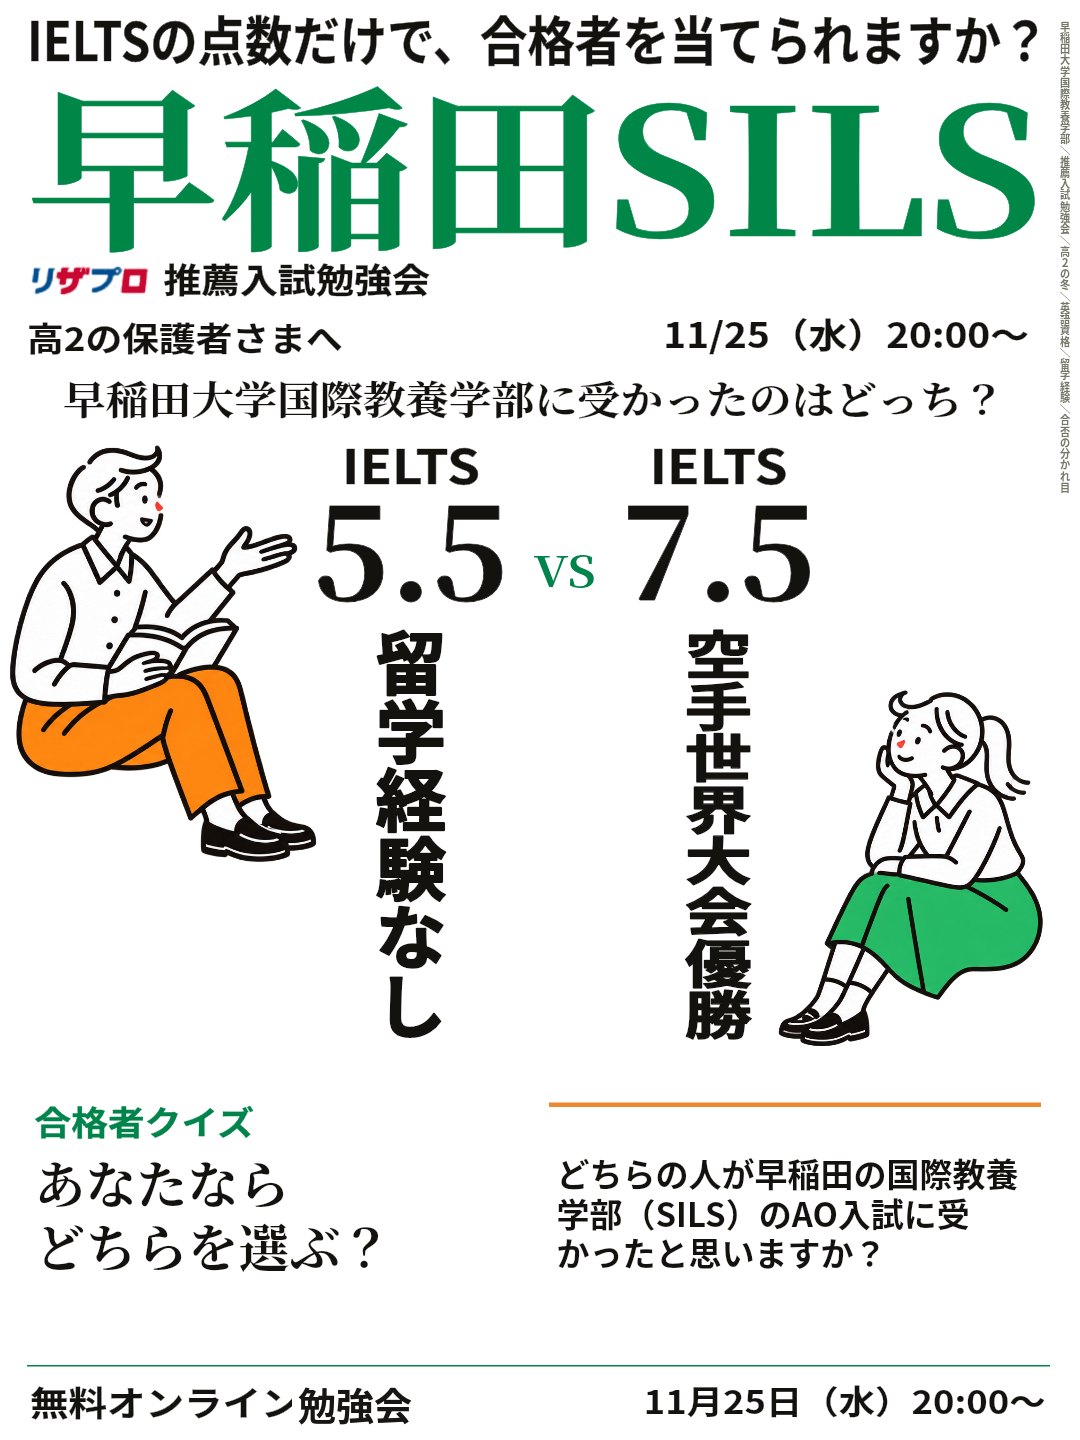 IELTSの点数だけで、合格者を当てられますか？
早稲田SILS
リザプロ 推薦入試勉強会
高2の保護者さまへ
11/25（水）20:00〜
早稲田大学国際教養学部に受かったのはどっち？
IELTS
5.5
留学経験なし
vs
IELTS
7.5
空手世界大会優勝
合格者クイズ
あなたなら
どちらを選ぶ？
どちらの人が早稲田の国際教養
学部（SILS）のAO入試に受
かったと思いますか？
無料オンライン勉強会
11月25日（水）20:00〜
早稲田大学国際教養学部／推薦入試勉強会／高2の冬／英語資格／留学経験／合否の分かれ目